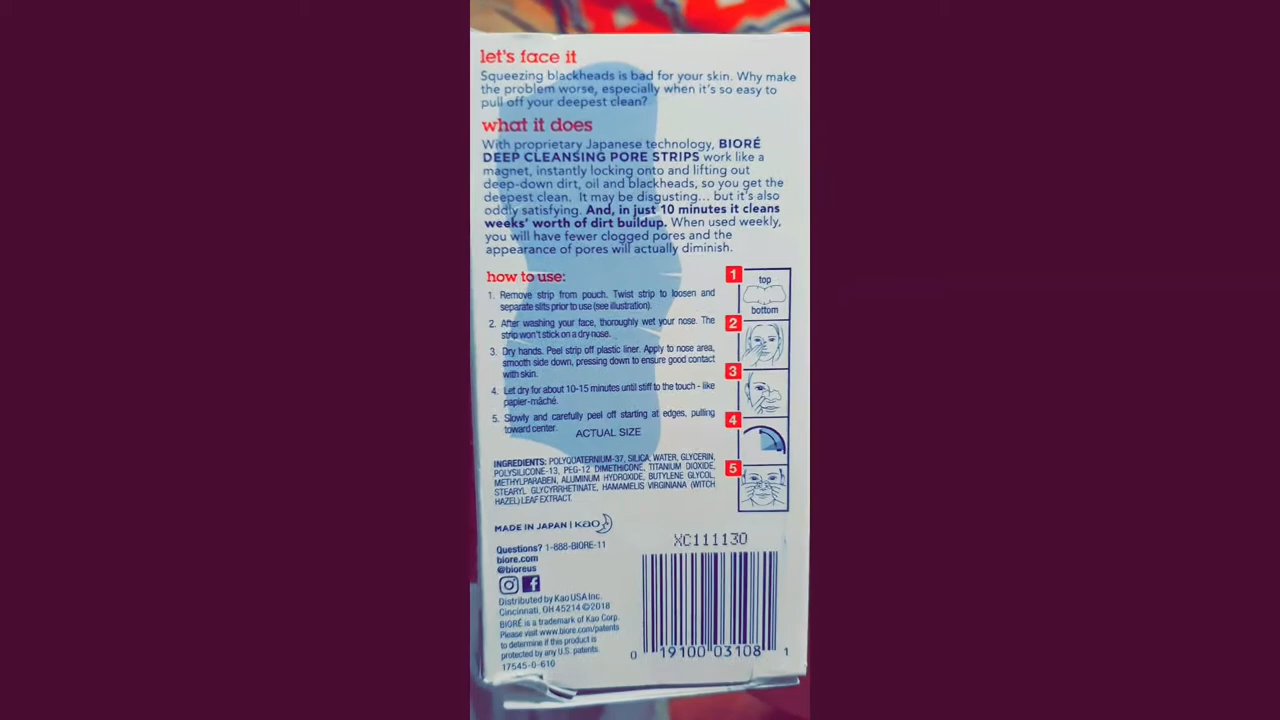 let's face it
Squeezing blackheads is bad for your skin. Why make
the problem worse, especially when it's so easy to
pull off your deepest clean?
what it does
With proprietary Japanese technology, BIORÉ
DEEP CLEANSING PORE STRIPS work like a
magnet, instantly locking onto and lifting out
deep-down dirt, oil and blackheads, so you get the
deepest clean. It may be disgusting... but it's also
oddly satisfying. And, in just 10 minutes it cleans
weeks' worth of dirt buildup. When used weekly,
you will have fewer clogged pores and the
appearance of pores will actually diminish.
how to use:
1. Remove strip from pouch. Twist strip to loosen and
separate slits prior to use (see illustration).
2. After washing your face, thoroughly wet your nose. The
strip won't stick on a dry nose.
3. Dry hands. Peel strip off plastic liner. Apply to nose area,
smooth side down, pressing down to ensure good contact
with skin.
4. Let dry for about 10-15 minutes until stiff to the touch - like
papier-mâché.
5. Slowly and carefully peel off starting at edges, pulling
toward center.
ACTUAL SIZE
1
top
bottom
2
3
4
5
INGREDIENTS: POLYQUATERNIUM-37, SILICA, WATER, GLYCERIN,
POLYSILICONE-13, PEG-12 DIMETHICONE, TITANIUM DIOXIDE,
METHYLPARABEN, ALUMINUM HYDROXIDE, BUTYLENE GLYCOL,
STEARYL GLYCYRRHETINATE, HAMAMELIS VIRGINIANA (WITCH
HAZEL) LEAF EXTRACT.
MADE IN JAPAN | Kao
Questions? 1-888-BIORE-11
biore.com
@bioreus
Distributed by Kao USA Inc.
Cincinnati, OH 45214 ©2018
BIORÉ is a trademark of Kao Corp.
Please visit www.biore.com/patents
to determine if this product is
protected by any U.S. patents.
17545-0-610
XC111130
0 19100 03108 1